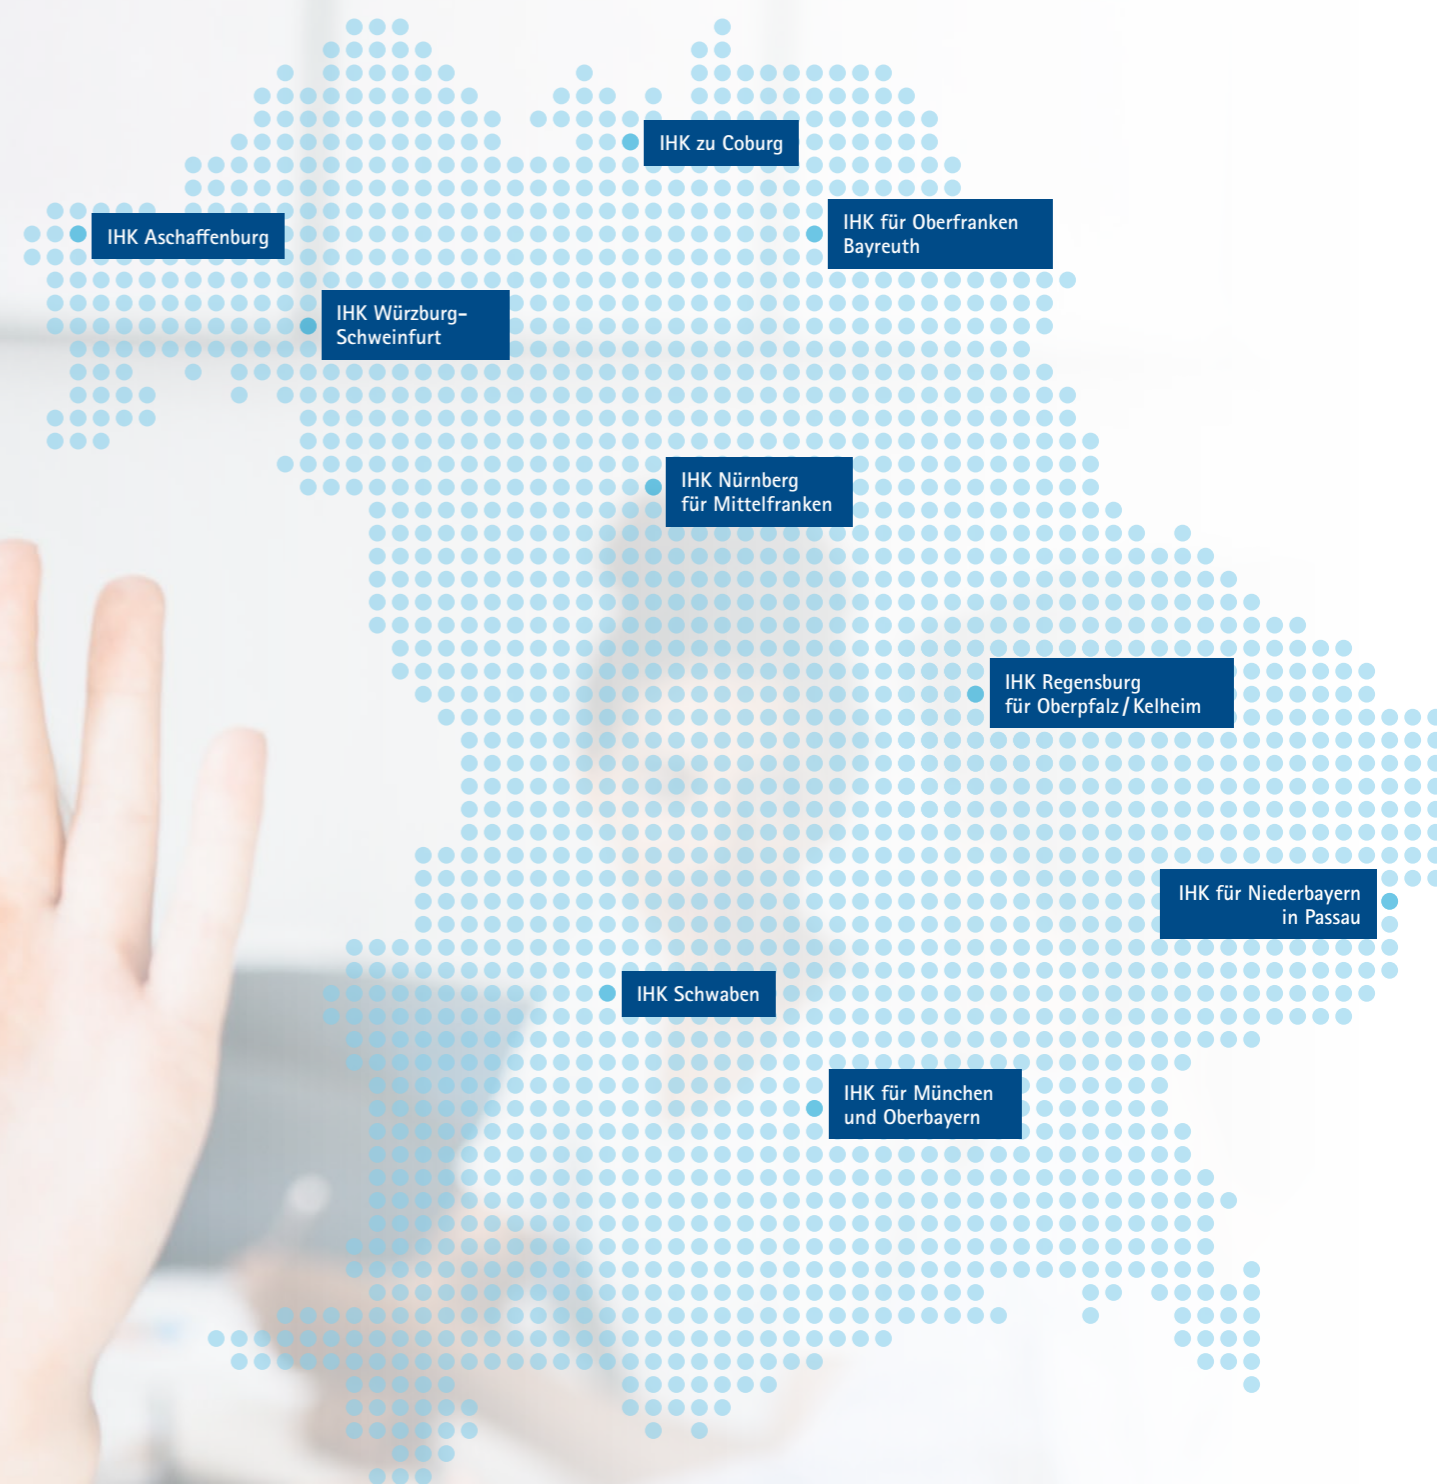 IHK zu Coburg
IHK Aschaffenburg
IHK für Oberfranken
Bayreuth
IHK Würzburg-
Schweinfurt
IHK Nürnberg
für Mittelfranken
IHK Regensburg
für Oberpfalz / Kelheim
IHK für Niederbayern
in Passau
IHK Schwaben
IHK für München
und Oberbayern